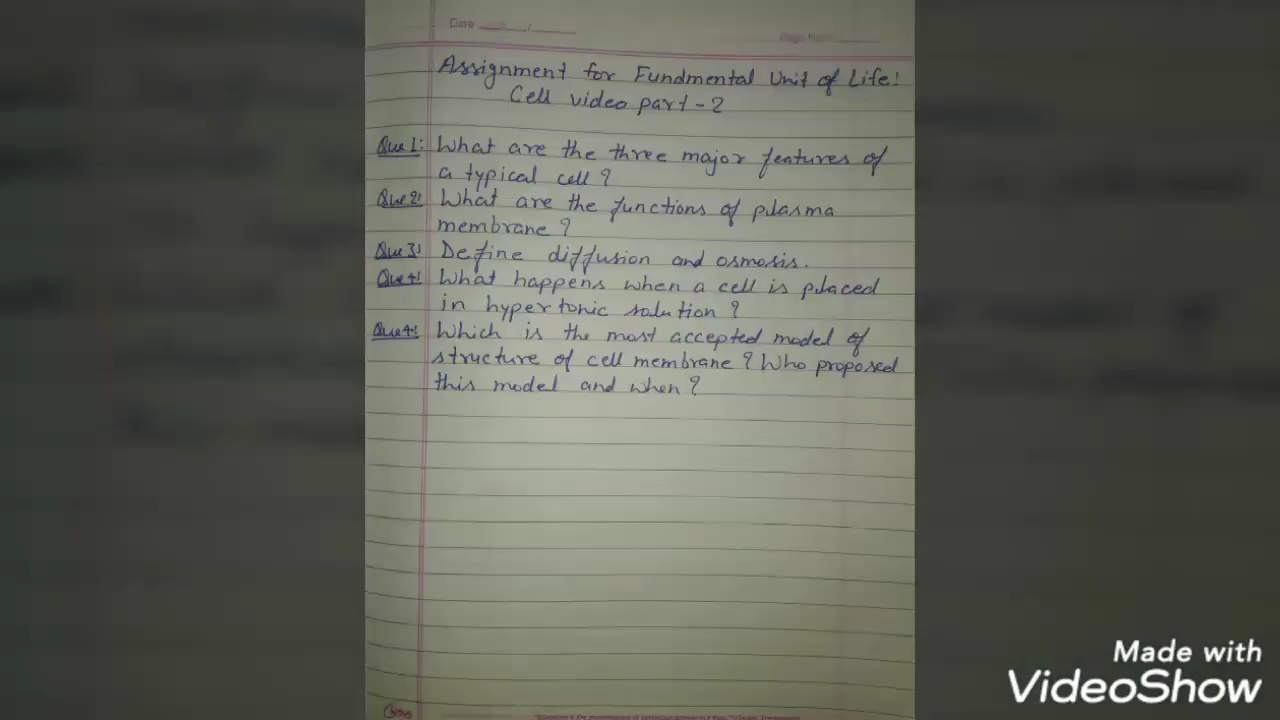 Date
Page No.
Assignment for Fundmental Unit of Life:
Cell video part - 2
Que 1: What are the three major features of
a typical cell ?
Que 2: What are the functions of plasma
membrane ?
Que 3: Define diffusion and osmosis.
Que 4: What happens when a cell is placed
in hypertonic solution ?
Que 4: Which is the most accepted model of
structure of cell membrane ? Who proposed
this model and when ?
Made with
VideoShow